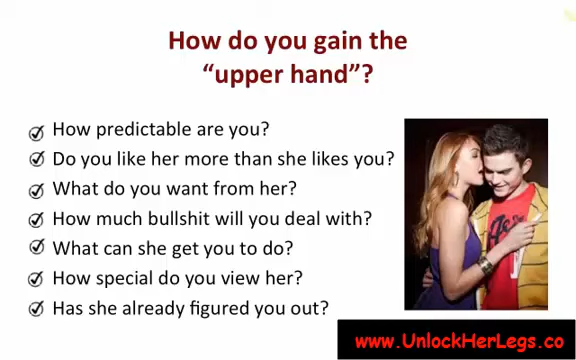 How do you gain the
“upper hand”?
How predictable are you?
Do you like her more than she likes you?
What do you want from her?
How much bullshit will you deal with?
What can she get you to do?
How special do you view her?
Has she already figured you out?
www.UnlockHerLegs.co